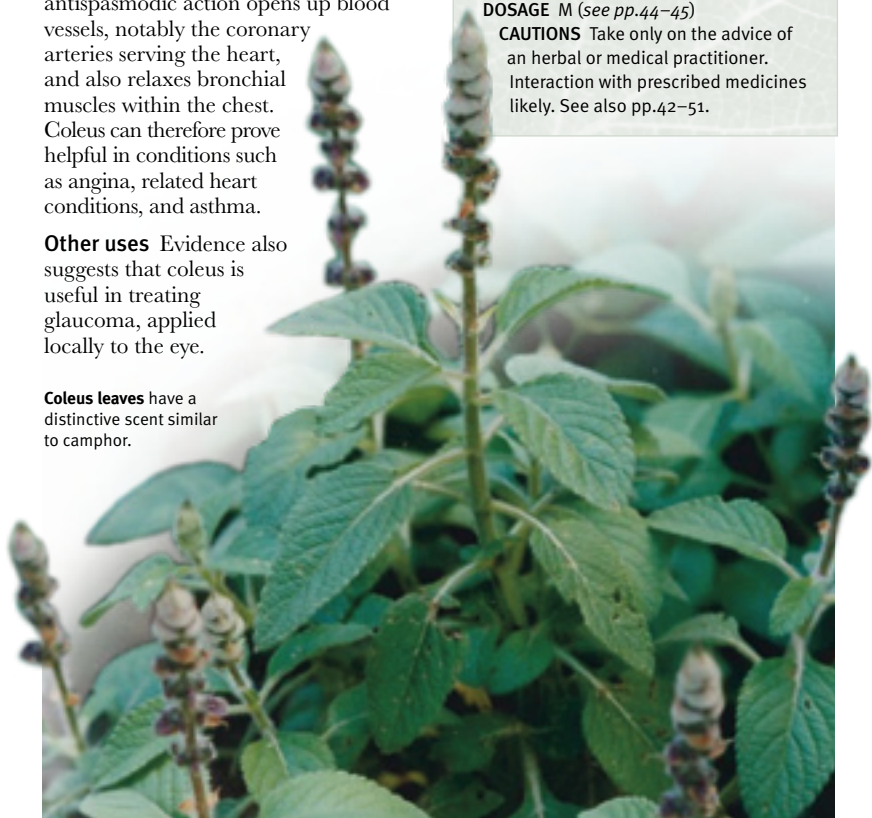 antispasmodic action opens up blood
vessels, notably the coronary
arteries serving the heart,
and also relaxes bronchial
muscles within the chest.
Coleus can therefore prove
helpful in conditions such
as angina, related heart
conditions, and asthma.
Other uses Evidence also
suggests that coleus is
useful in treating
glaucoma, applied
locally to the eye.
Coleus leaves have a
distinctive scent similar
to camphor.
DOSAGE M (see pp.44–45)
CAUTIONS Take only on the advice of
an herbal or medical practitioner.
Interaction with prescribed medicines
likely. See also pp.42–51.